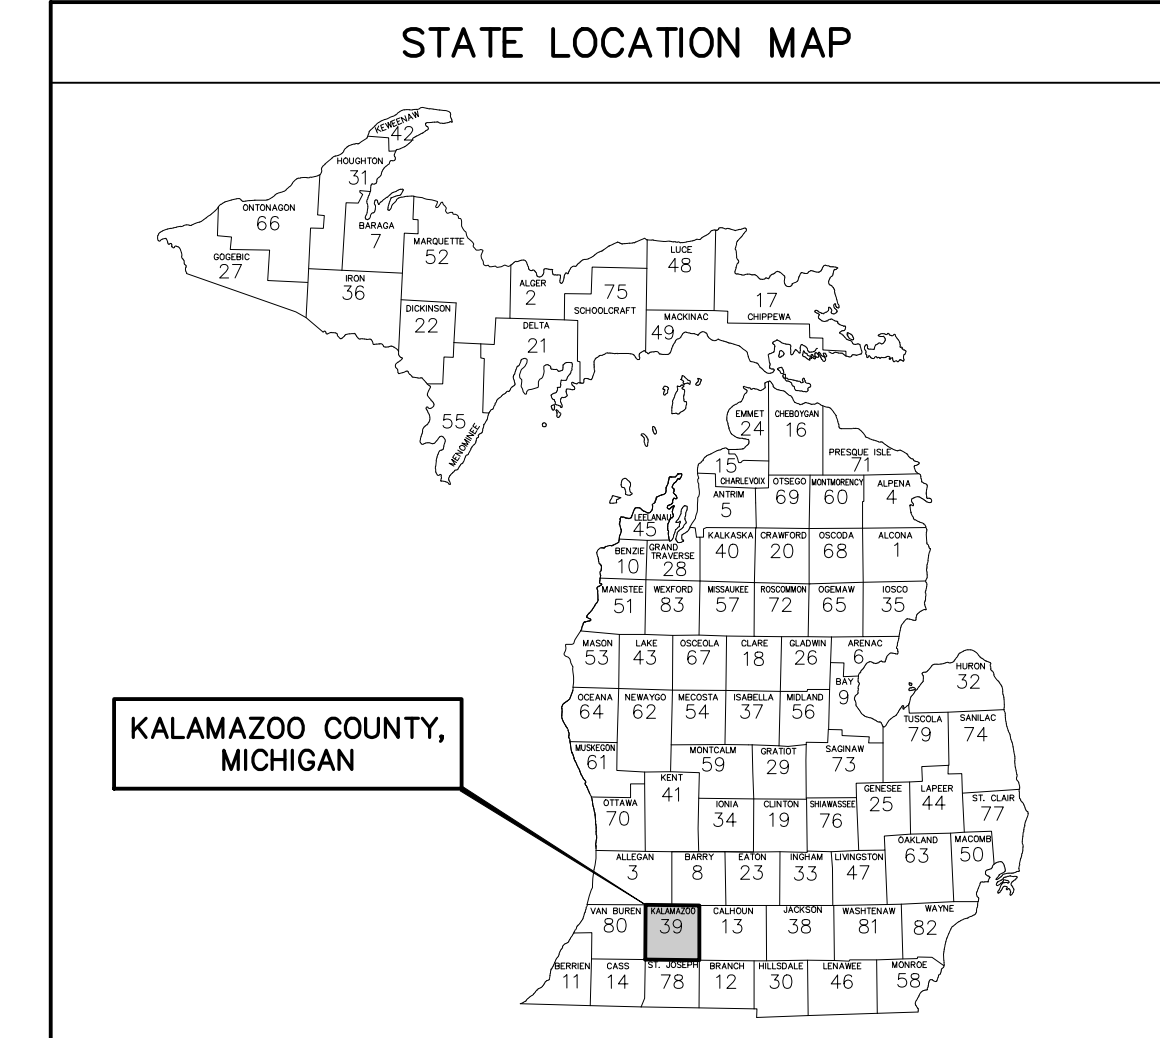 STATE LOCATION MAP
KEWEENAW
42
HOUGHTON
31
ONTONAGON
66
BARAGA
7
MARQUETTE
52
GOGEBIC
27
IRON
36
DICKINSON
22
ALGER
2
DELTA
21
75
SCHOOLCRAFT
LUCE
48
MACKINAC
49
17
CHIPPEWA
55
MENOMINEE
EMMET
24
CHEBOYGAN
16
PRESQUE ISLE
71
15
CHARLEVOIX
ANTRIM
5
OTSEGO
69
MONTMORENCY
60
ALPENA
4
LEELANAU
45
BENZIE
10
GRAND
TRAVERSE
28
KALKASKA
40
CRAWFORD
20
OSCODA
68
ALCONA
1
MANISTEE
51
WEXFORD
83
MISSAUKEE
57
ROSCOMMON
72
OGEMAW
65
IOSCO
35
MASON
53
LAKE
43
OSCEOLA
67
CLARE
18
GLADWIN
26
ARENAC
6
HURON
32
OCEANA
64
NEWAYGO
62
MECOSTA
54
ISABELLA
37
MIDLAND
56
BAY
9
TUSCOLA
79
SANILAC
74
KALAMAZOO COUNTY,
MICHIGAN
MUSKEGON
61
MONTCALM
59
GRATIOT
29
SAGINAW
73
KENT
41
OTTAWA
70
IONIA
34
CLINTON
19
SHIAWASSEE
76
GENESEE
25
LAPEER
44
ST. CLAIR
77
ALLEGAN
3
BARRY
8
EATON
23
INGHAM
33
LIVINGSTON
47
OAKLAND
63
MACOMB
50
VAN BUREN
80
KALAMAZOO
39
CALHOUN
13
JACKSON
38
WASHTENAW
81
WAYNE
82
BERRIEN
11
CASS
14
ST. JOSEPH
78
BRANCH
12
HILLSDALE
30
LENAWEE
46
MONROE
58